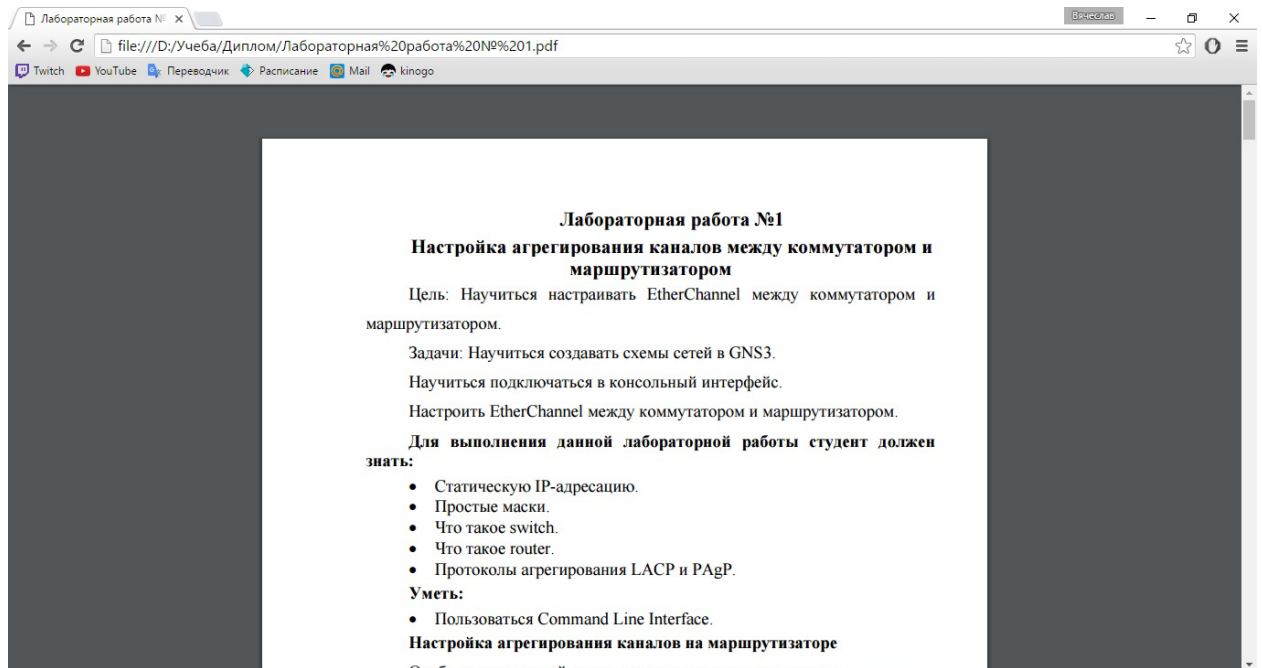 Лабораторная работа №
Вячеслав
file:///D:/Учеба/Диплом/Лабораторная%20работа%20№%201.pdf
Twitch YouTube Переводчик Расписание Mail kinogo
Лабораторная работа №1
Настройка агрегирования каналов между коммутатором и
маршрутизатором
Цель: Научиться настраивать EtherChannel между коммутатором и
маршрутизатором.
Задачи: Научиться создавать схемы сетей в GNS3.
Научиться подключаться в консольный интерфейс.
Настроить EtherChannel между коммутатором и маршрутизатором.
Для выполнения данной лабораторной работы студент должен
знать:
• Статическую IP-адресацию.
• Простые маски.
• Что такое switch.
• Что такое router.
• Протоколы агрегирования LACP и PAgP.
Уметь:
• Пользоваться Command Line Interface.
Настройка агрегирования каналов на маршрутизаторе